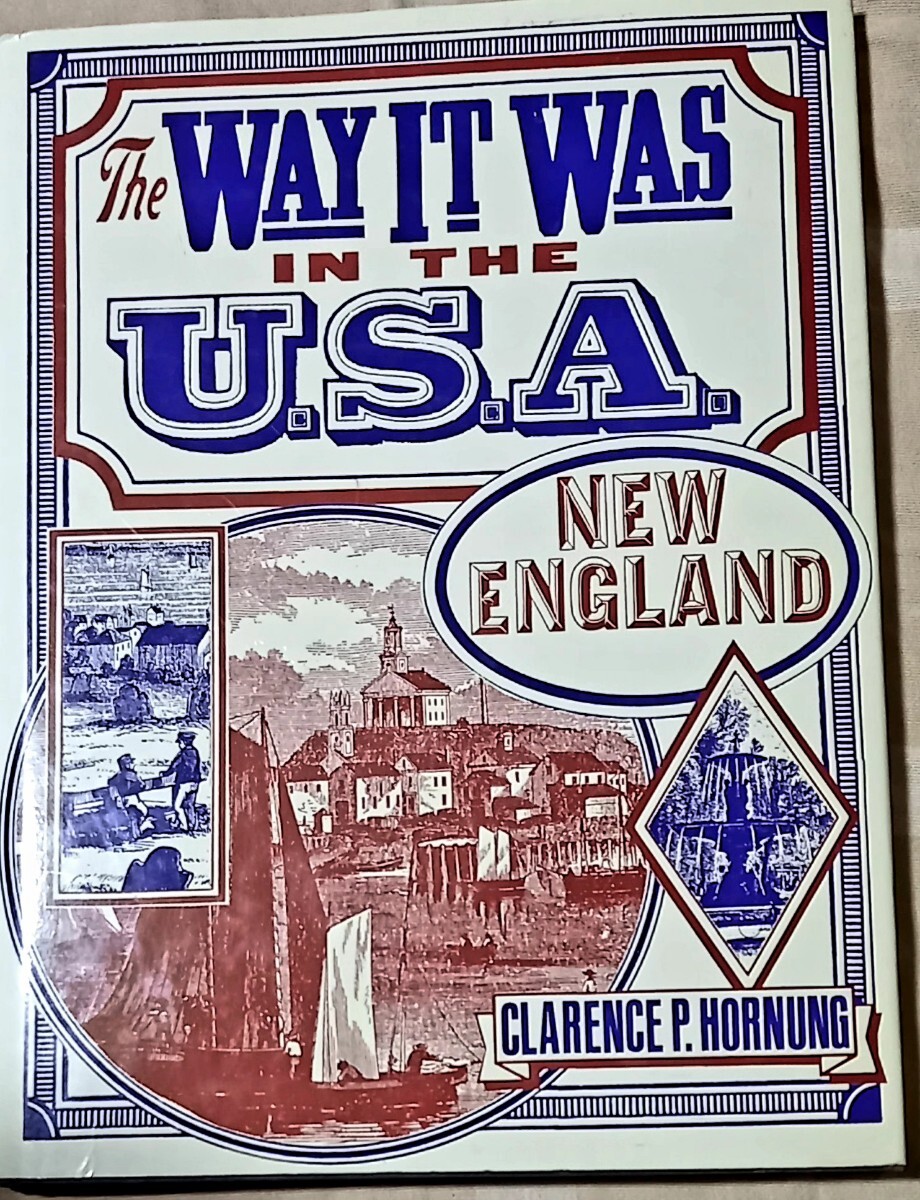 The WAY IT WAS
IN THE
U.S.A.
NEW
ENGLAND
CLARENCE P. HORNUNG